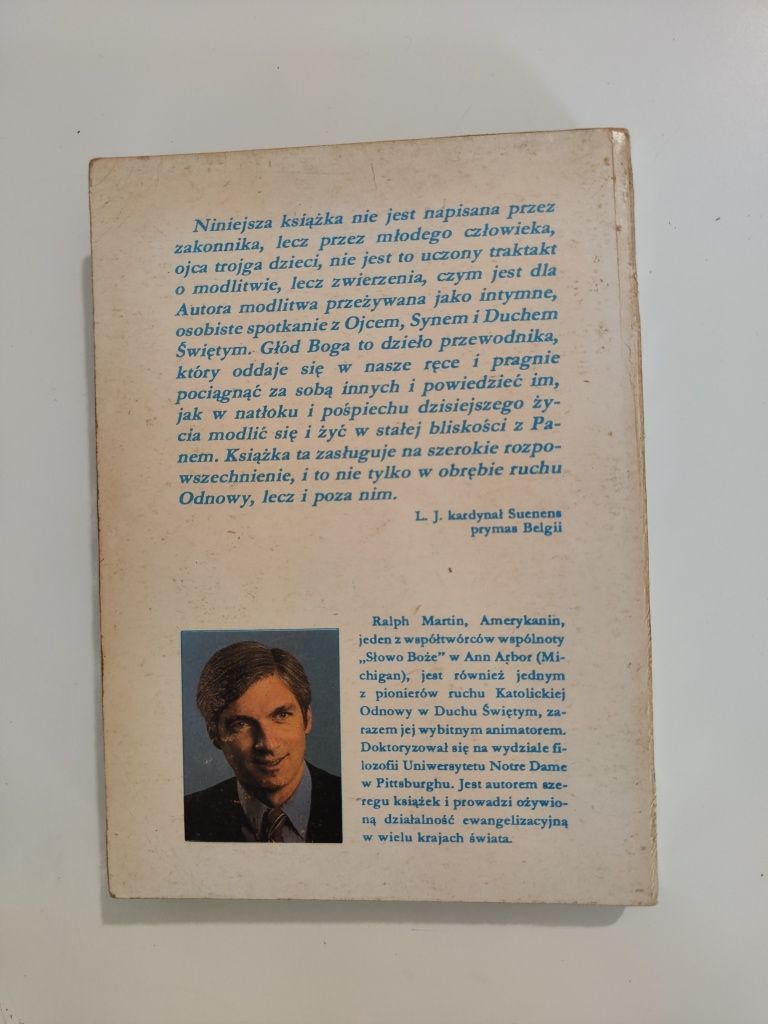 Niniejsza książka nie jest napisana przez
zakonnika, lecz przez młodego człowieka,
ojca trojga dzieci, nie jest to uczony traktakt
o modlitwie, lecz zwierzenia, czym jest dla
Autora modlitwa przeżywana jako intymne,
osobiste spotkanie z Ojcem, Synem i Duchem
Świętym. Głód Boga to dzieło przewodnika,
który oddaje się w nasze ręce i pragnie
pociągnąć za sobą innych i powiedzieć im,
jak w natłoku i pośpiechu dzisiejszego ży-
cia modlić się i żyć w stałej bliskości z Pa-
nem. Książka ta zasługuje na szerokie rozpo-
wszechnienie, i to nie tylko w obrębie ruchu
Odnowy, lecz i poza nim.
L. J. kardynał Suenens
prymas Belgii
Ralph Martin, Amerykanin,
jeden z współtwórców wspólnoty
„Słowo Boże” w Ann Arbor (Mi-
chigan), jest również jednym
z pionierów ruchu Katolickiej
Odnowy w Duchu Świętym, za-
razem jej wybitnym animatorem.
Doktoryzował się na wydziale fi-
lozofii Uniwersytetu Notre Dame
w Pittsburghu. Jest autorem sze-
regu książek i prowadzi ożywio-
ną działalność ewangelizacyjną
w wielu krajach świata.